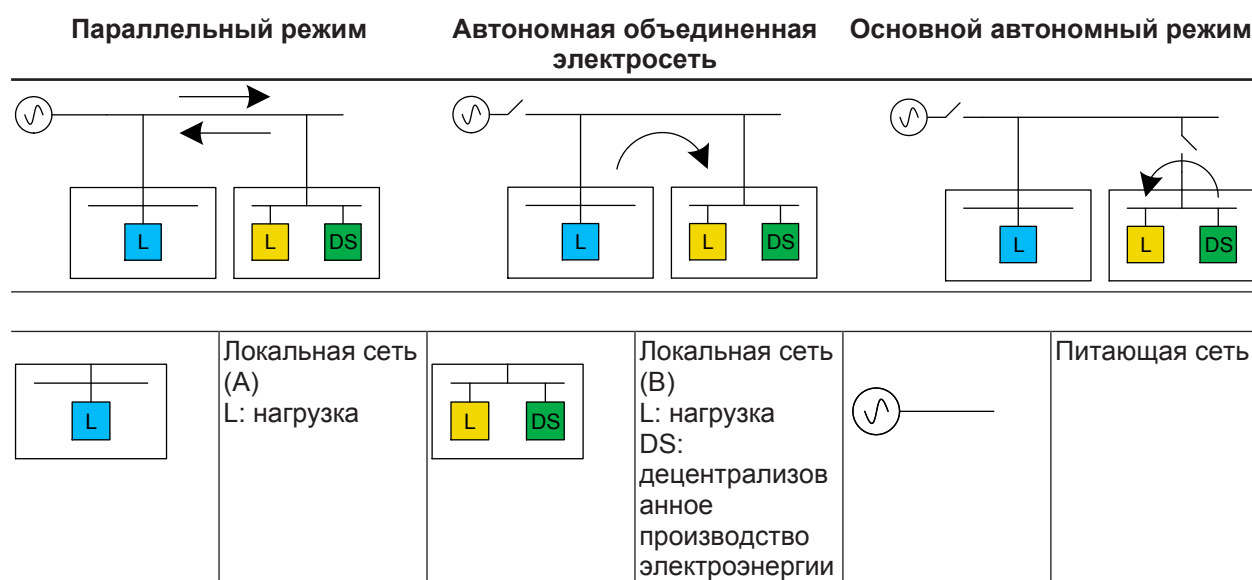 Параллельный режим
Автономная объединенная
электросеть
Основной автономный режим
L
L
DS
L
L
DS
L
L
DS
L
Локальная сеть
(A)
L: нагрузка
L
DS
Локальная сеть
(B)
L: нагрузка
DS:
децентрализов
анное
производство
электроэнергии
Питающая сеть